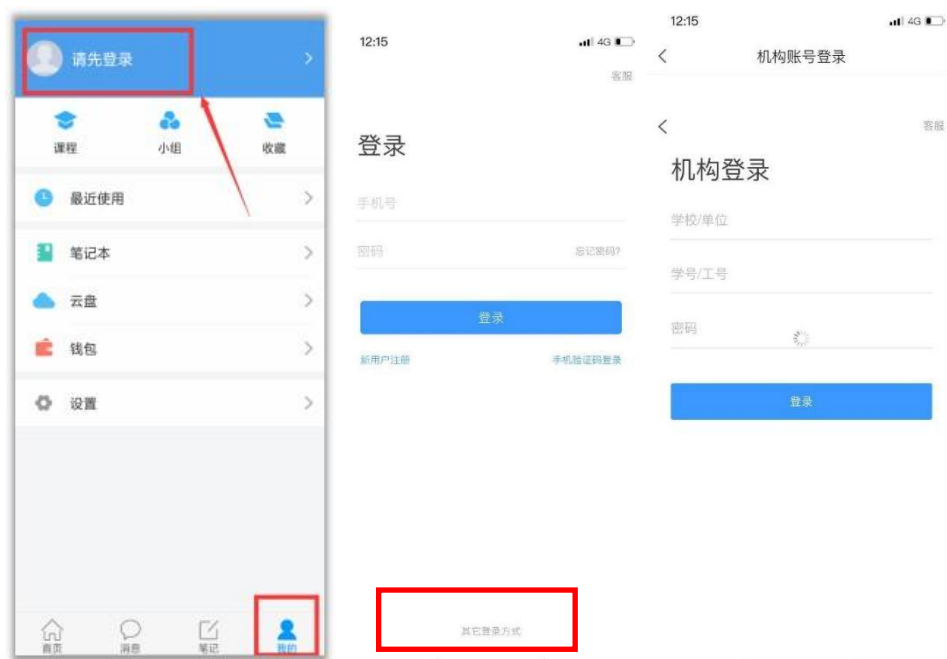 请先登录
课程 小组 收藏
最近使用
笔记本
云盘
钱包
设置
首页 消息 笔记 我的
12:15 4G
客服
登录
手机号
密码 忘记密码?
登录
新用户注册 手机验证码登录
其它登录方式
12:15 4G
机构账号登录
客服
机构登录
学校/单位
学号/工号
密码
登录